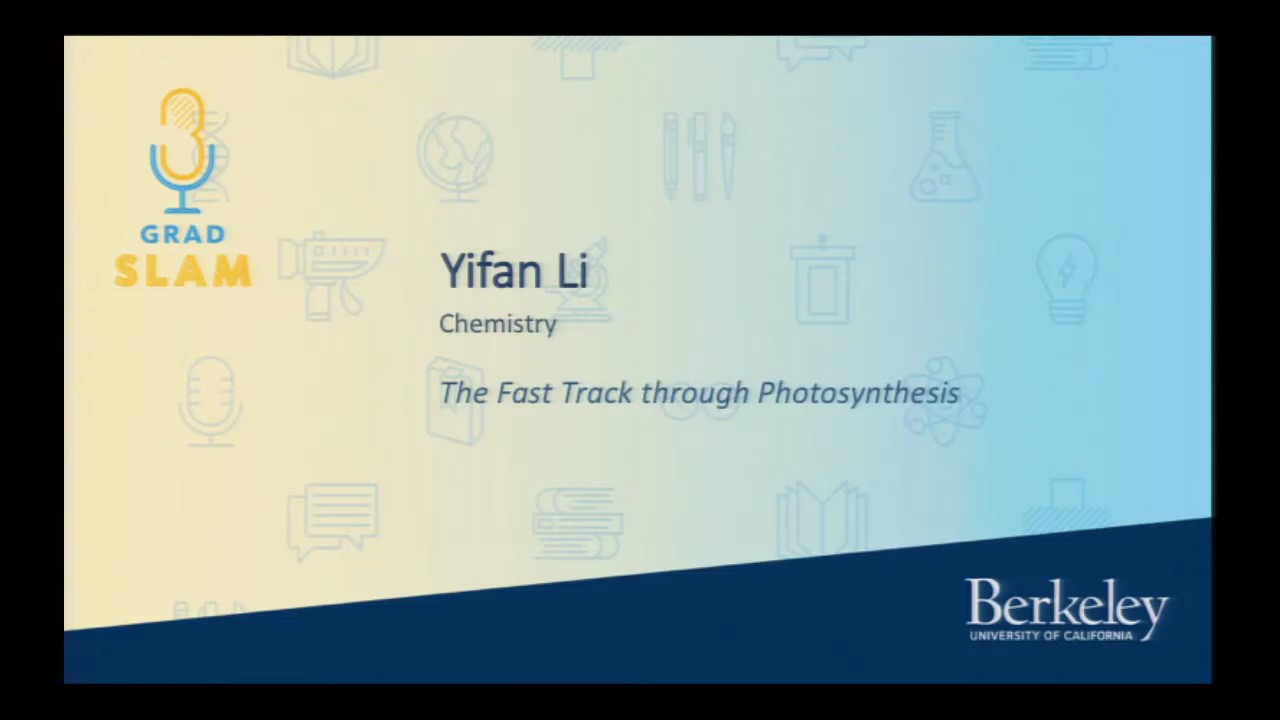 GRAD
SLAM
Yifan Li
Chemistry
The Fast Track through Photosynthesis
Berkeley
UNIVERSITY OF CALIFORNIA